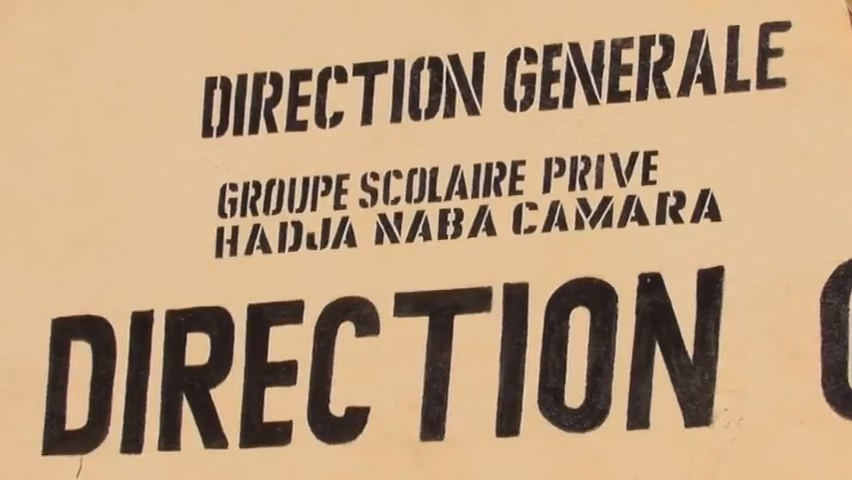 DIRECTION GENERALE
GROUPE SCOLAIRE PRIVE
HADJA NABA CAMARA
DIRECTION